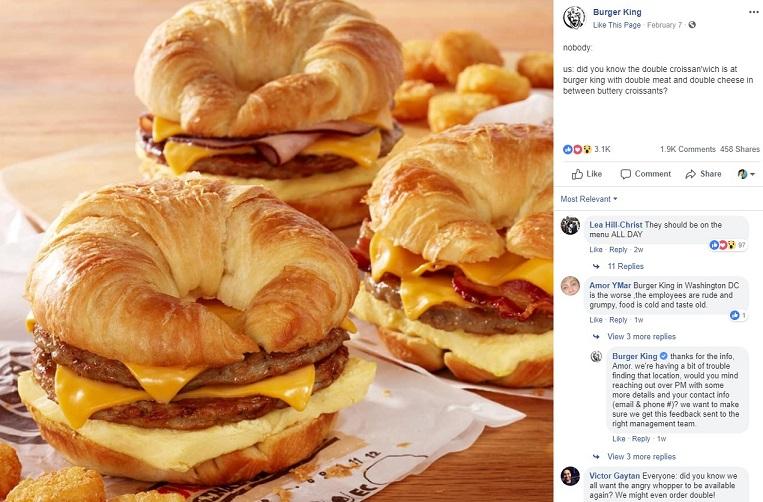 Burger King
Like This Page · February 7 ·
nobody:
us: did you know the double croissan'wich is at
burger king with double meat and double cheese in
between buttery croissants?
3.1K
1.9K Comments 458 Shares
Like Comment Share
Most Relevant
Lea Hill-Christ They should be on the
menu ALL DAY
97
Like · Reply · 2w
11 Replies
Amor YMar Burger King in Washington DC
is the worse ,the employees are rude and
grumpy, food is cold and taste old.
1
Like · Reply · 1w
View 3 more replies
Burger King thanks for the info,
Amor. we're having a bit of trouble
finding that location, would you mind
reaching out over PM with some
more details and your contact info
(email & phone #)? we want to make
sure we get this feedback sent to the
right management team.
Like · Reply · 1w
View 3 more replies
Victor Gaytan Everyone: did you know we
all want the angry whopper to be available
again? We might even order double!
11 12